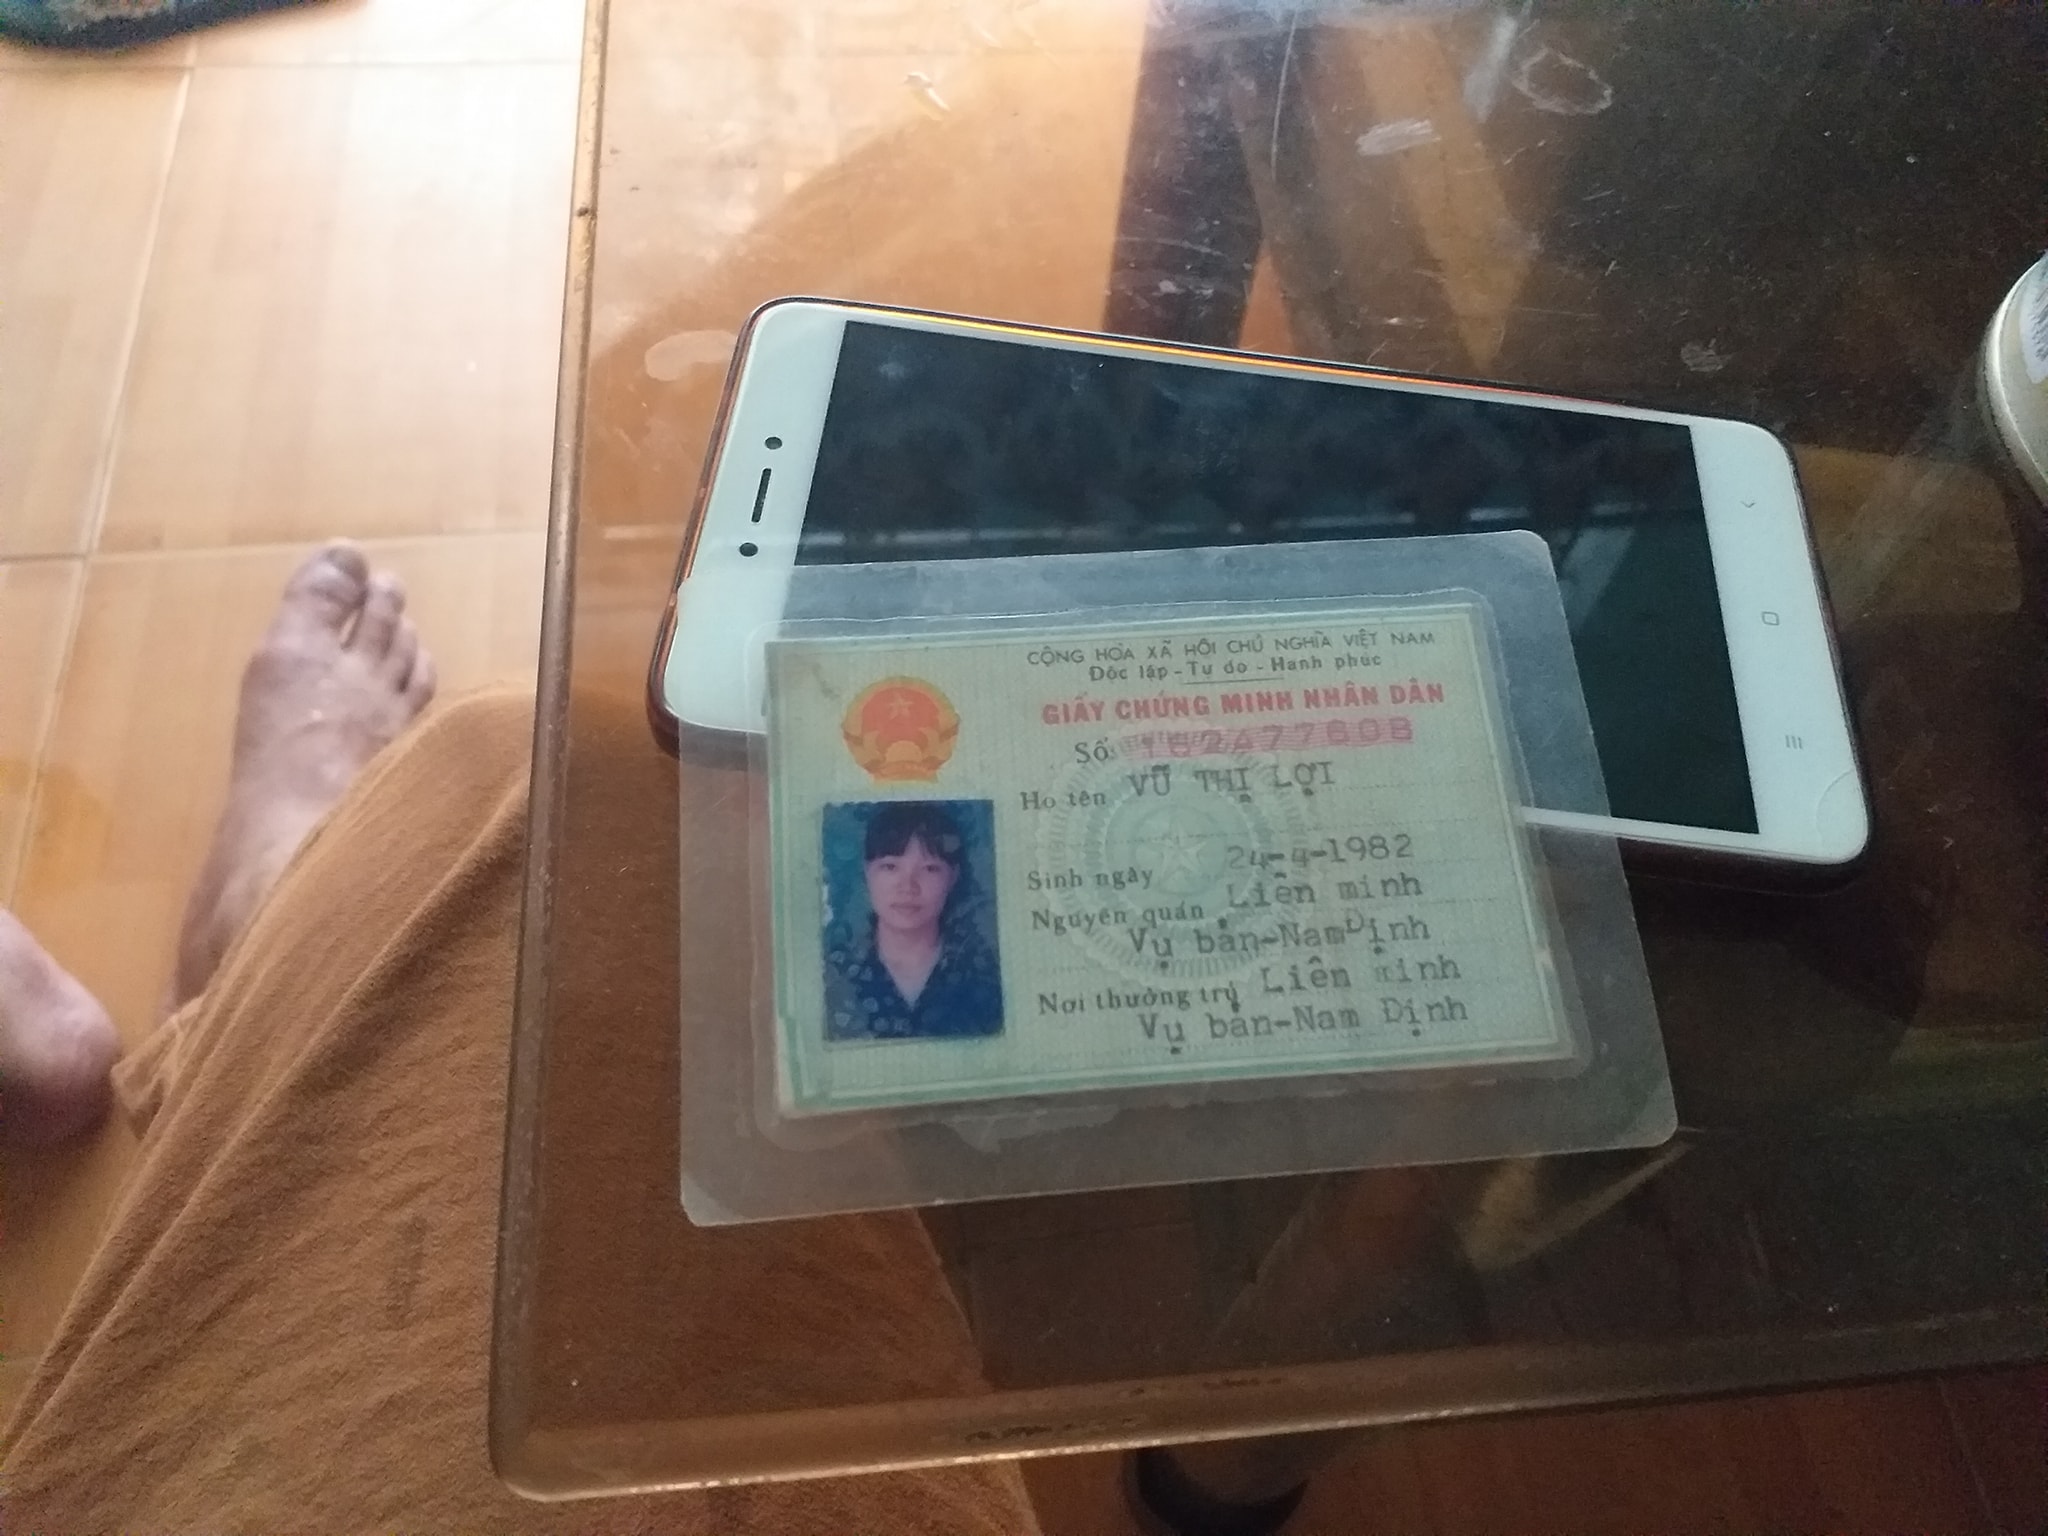 CỘNG HÒA XÃ HỘI CHỦ NGHĨA VIỆT NAM
Độc lập - Tự do - Hạnh phúc
GIẤY CHỨNG MINH NHÂN DÂN
Số
Họ tên VŨ THỊ LỢI
Sinh ngày 24-4-1982
Nguyên quán Liên minh
Vụ bản-Nam Định
Nơi thường trú Liên minh
Vụ bản-Nam Định